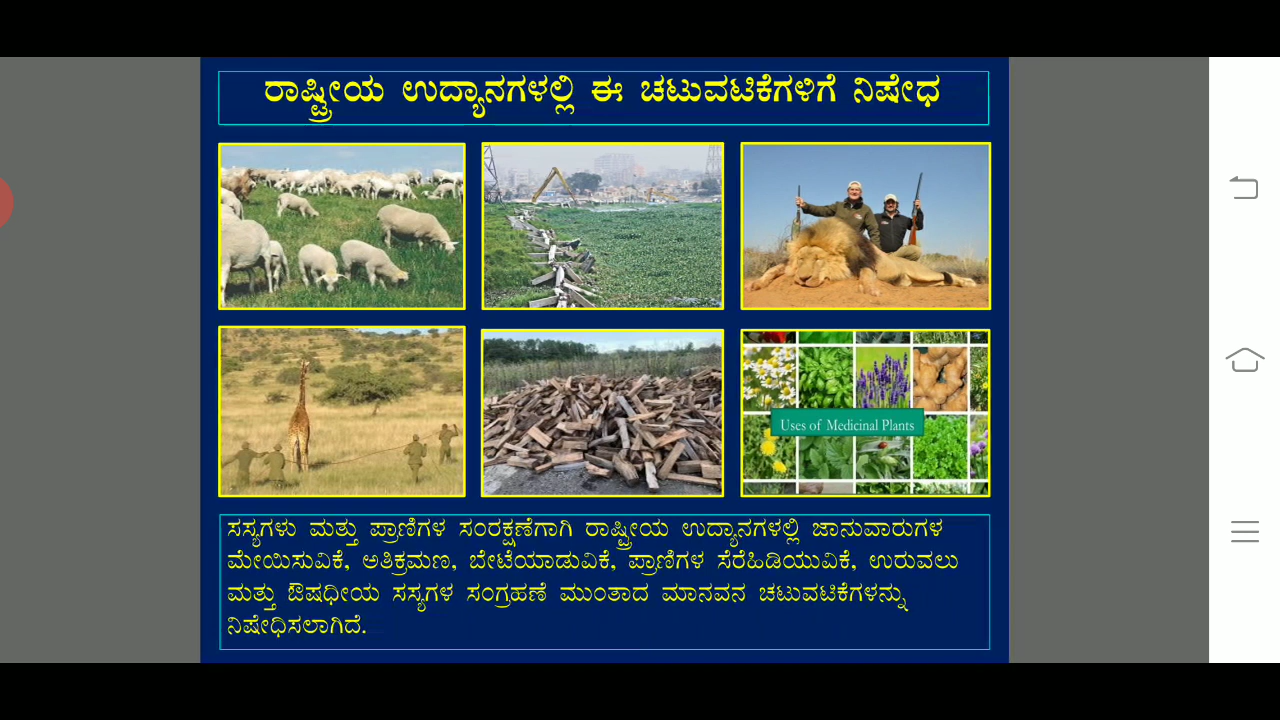 ರಾಷ್ಟ್ರೀಯ ಉದ್ಯಾನಗಳಲ್ಲಿ ಈ ಚಟುವಟಿಕೆಗಳಿಗೆ ನಿಷೇಧ
Uses of Medicinal Plants
ಸಸ್ಯಗಳು ಮತ್ತು ಪ್ರಾಣಿಗಳ ಸಂರಕ್ಷಣೆಗಾಗಿ ರಾಷ್ಟ್ರೀಯ ಉದ್ಯಾನಗಳಲ್ಲಿ ಜಾನುವಾರುಗಳ
ಮೇಯಿಸುವಿಕೆ, ಅತಿಕ್ರಮಣ, ಬೇಟೆಯಾಡುವಿಕೆ, ಪ್ರಾಣಿಗಳ ಸೆರೆಹಿಡಿಯುವಿಕೆ, ಉರುವಲು
ಮತ್ತು ಔಷಧೀಯ ಸಸ್ಯಗಳ ಸಂಗ್ರಹಣೆ ಮುಂತಾದ ಮಾನವನ ಚಟುವಟಿಕೆಗಳನ್ನು
ನಿಷೇಧಿಸಲಾಗಿದೆ.